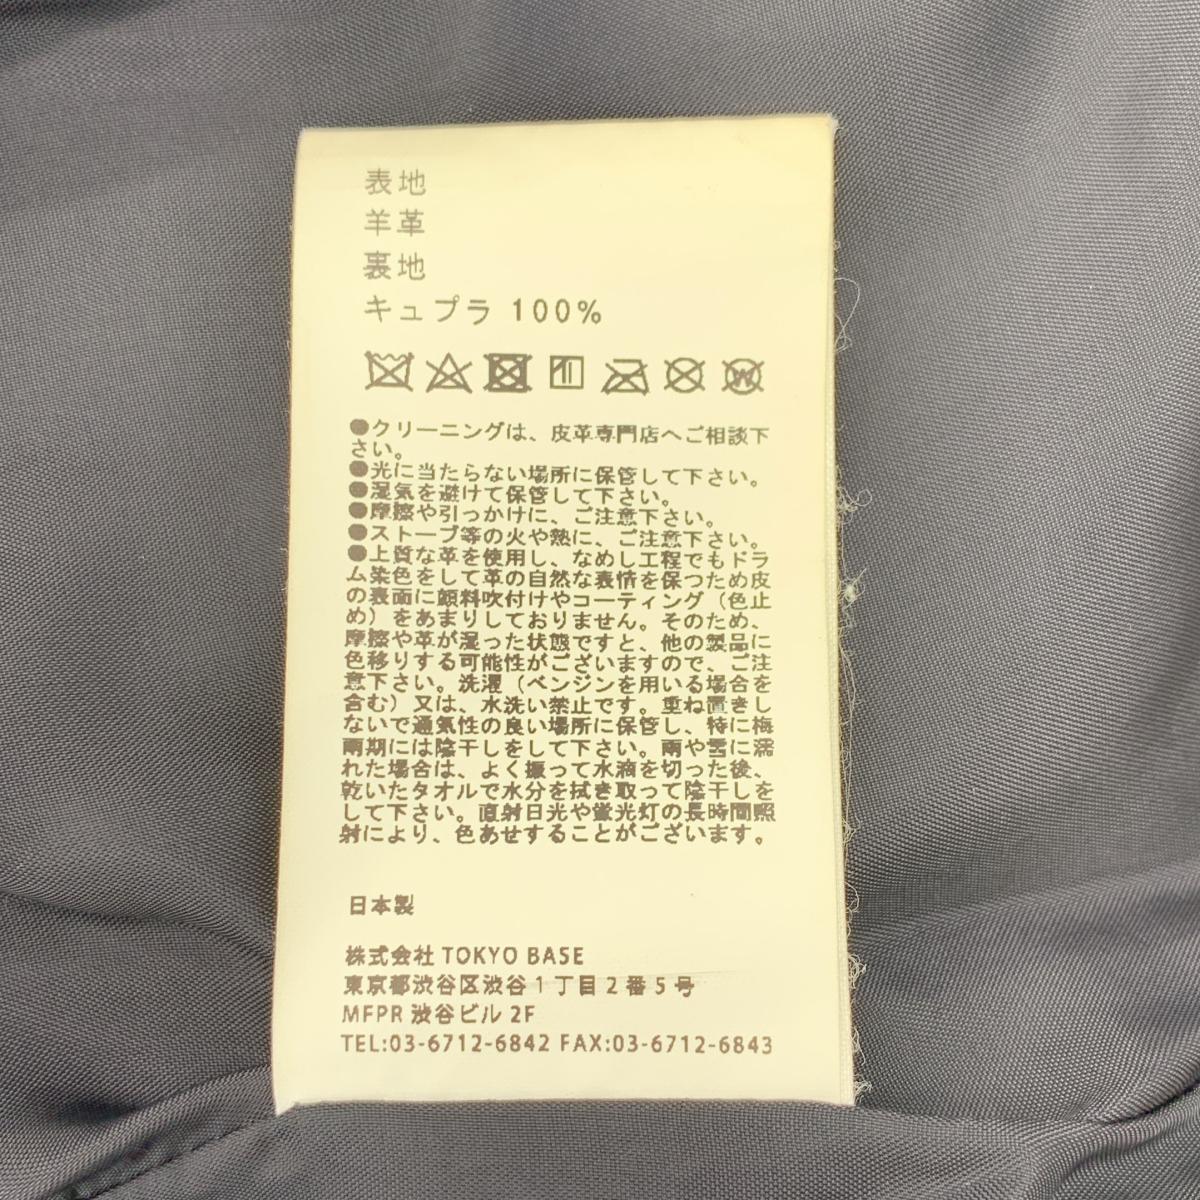 表地
羊革
裏地
キュプラ 100%
●クリーニングは、皮革専門店へご相談下
さい。
●光に当たらない場所に保管して下さい。
●湿気を避けて保管して下さい。
●摩擦や引っかけに、ご注意下さい。
●ストーブ等の火や熱に、ご注意下さい。
●上質な革を使用し、なめし工程でもドラ
ム染色をして革の自然な表情を保つため皮
の表面に顔料吹付けやコーティング（色止
め）をあまりしておりません。そのため、
摩擦や革が湿った状態ですと、他の製品に
色移りする可能性がございますので、ご注
意下さい。洗濯（ベンジンを用いる場合を
含む）又は、水洗い禁止です。重ね置きし
ないで通気性の良い場所に保管し、特に梅
雨期には陰干しをして下さい。雨や雪に濡
れた場合は、よく振って水滴を切った後、
乾いたタオルで水分を拭き取って陰干しを
して下さい。直射日光や蛍光灯の長時間照
射により、色あせすることがございます。
日本製
株式会社 TOKYO BASE
東京都渋谷区渋谷1丁目2番5号
MFPR 渋谷ビル 2F
TEL:03-6712-6842 FAX:03-6712-6843